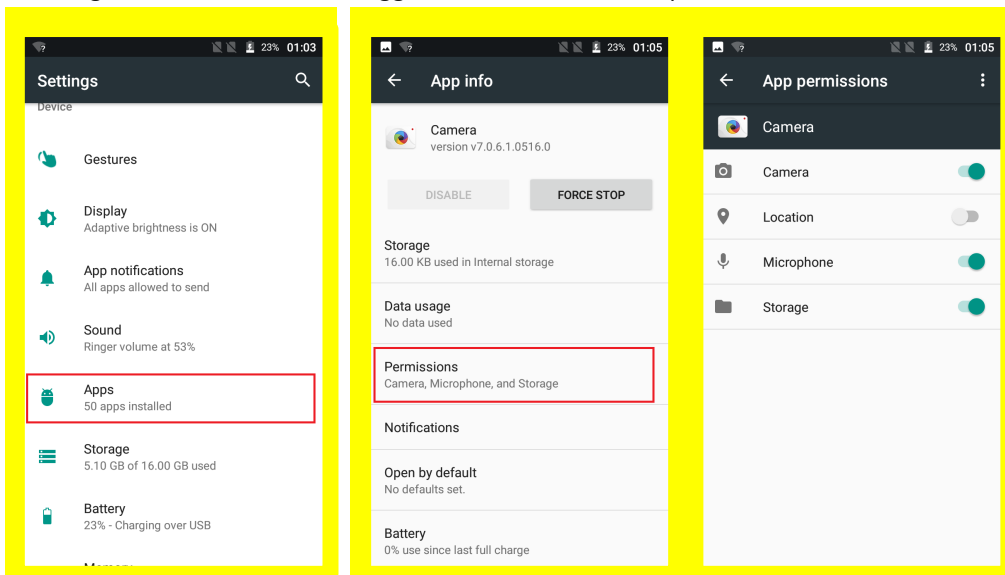 23% 01:03
Settings
Device
Gestures
Display
Adaptive brightness is ON
App notifications
All apps allowed to send
Sound
Ringer volume at 53%
Apps
50 apps installed
Storage
5.10 GB of 16.00 GB used
Battery
23% - Charging over USB
23% 01:05
App info
Camera
version v7.0.6.1.0516.0
DISABLE
FORCE STOP
Storage
16.00 KB used in Internal storage
Data usage
No data used
Permissions
Camera, Microphone, and Storage
Notifications
Open by default
No defaults set.
Battery
0% use since last full charge
23% 01:05
App permissions
Camera
Camera
Location
Microphone
Storage